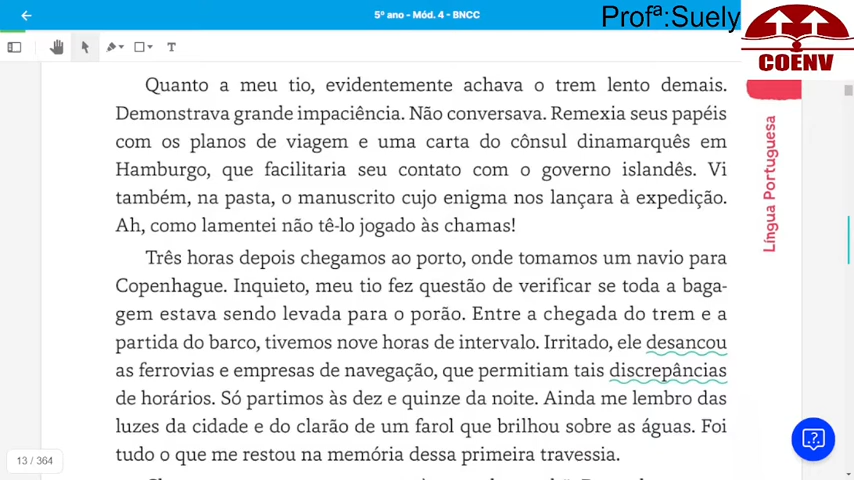 5º ano - Mód. 4 - BNCC
Profª:Suely
COENV
Quanto a meu tio, evidentemente achava o trem lento demais.
Demonstrava grande impaciência. Não conversava. Remexia seus papéis
com os planos de viagem e uma carta do cônsul dinamarquês em
Hamburgo, que facilitaria seu contato com o governo islandês. Vi
também, na pasta, o manuscrito cujo enigma nos lançara à expedição.
Ah, como lamentei não tê-lo jogado às chamas!
Três horas depois chegamos ao porto, onde tomamos um navio para
Copenhague. Inquieto, meu tio fez questão de verificar se toda a baga-
gem estava sendo levada para o porão. Entre a chegada do trem e a
partida do barco, tivemos nove horas de intervalo. Irritado, ele desancou
as ferrovias e empresas de navegação, que permitiam tais discrepâncias
de horários. Só partimos às dez e quinze da noite. Ainda me lembro das
luzes da cidade e do clarão de um farol que brilhou sobre as águas. Foi
tudo o que me restou na memória dessa primeira travessia.
Língua Portuguesa
13 / 364